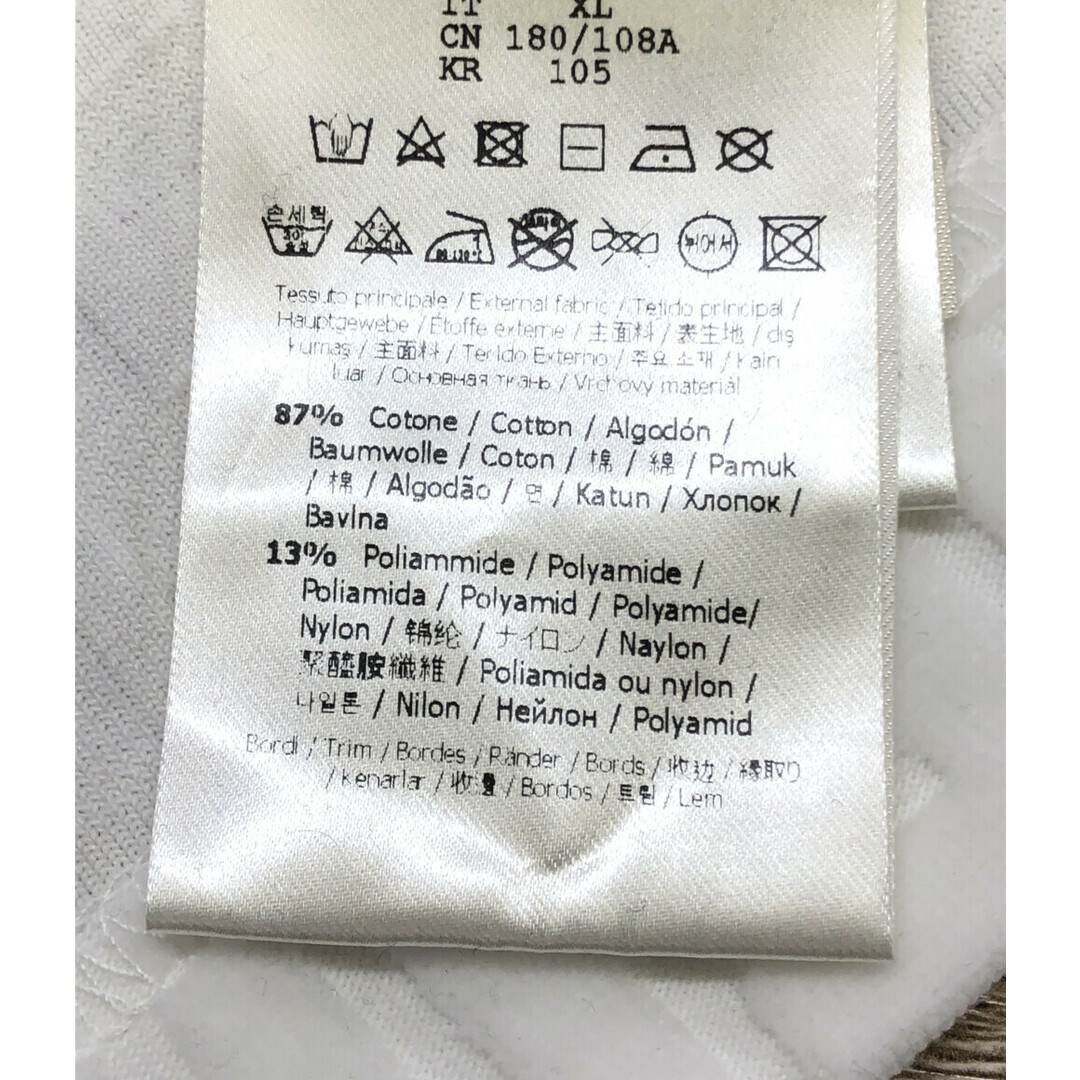 IT XL
CN 180/108A
KR 105
손세탁
Tessuto principale / External fabric / Tejido principal /
Hauptgewebe / Étoffe externe / 主面料 / 表生地 / dış
kumaş / 主面料 / Tecido Externo / 주요 소재 / Kain
luar / Основная ткань / Vrchový materiál
87% Cotone / Cotton / Algodón /
Baumwolle / Coton / 棉 / 綿 / Pamuk
/ 棉 / Algodão / 면 / Katun / Хлопок /
Bavlna
13% Poliammide / Polyamide /
Poliamida / Polyamid / Polyamide/
Nylon / 锦纶 / ナイロン / Naylon /
聚醯胺纖維 / Poliamida ou nylon /
나일론 / Nilon / Нейлон / Polyamid
Bordi / Trim / Bordes / Ränder / Bords / 收边 / 縁取り
/ Kenarlar / 收邊 / Bordos / 트림 / Lem